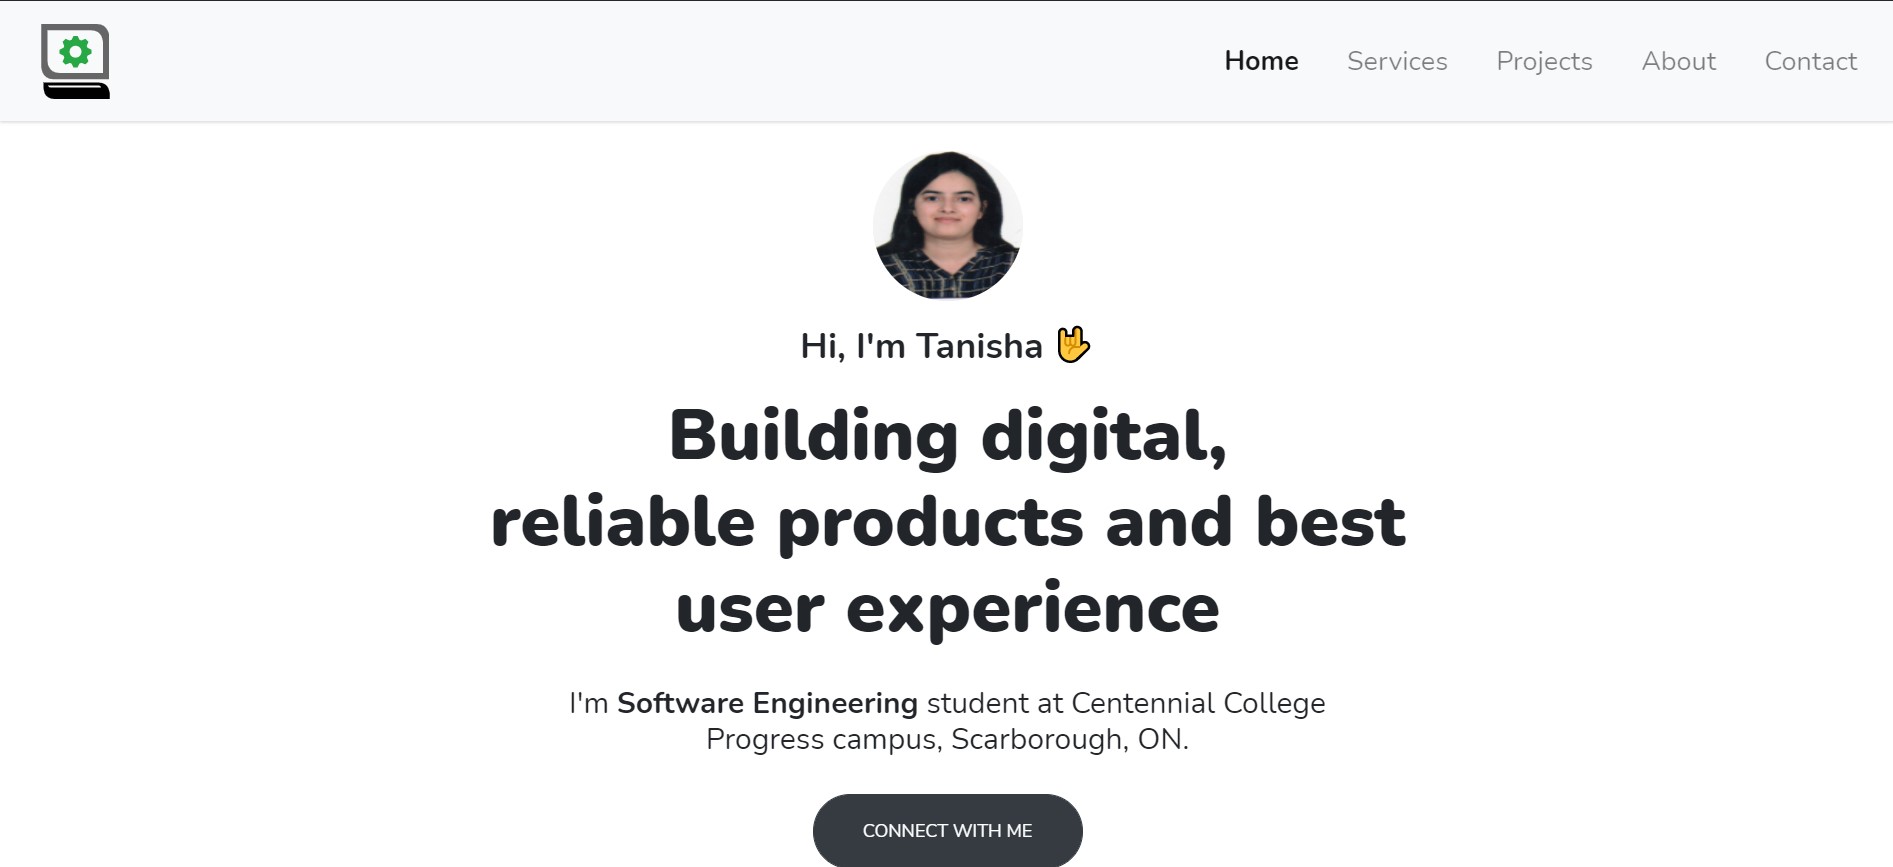 Home Services Projects About Contact
Hi, I'm Tanisha 🤟
Building digital,
reliable products and best
user experience
I'm Software Engineering student at Centennial College
Progress campus, Scarborough, ON.
CONNECT WITH ME